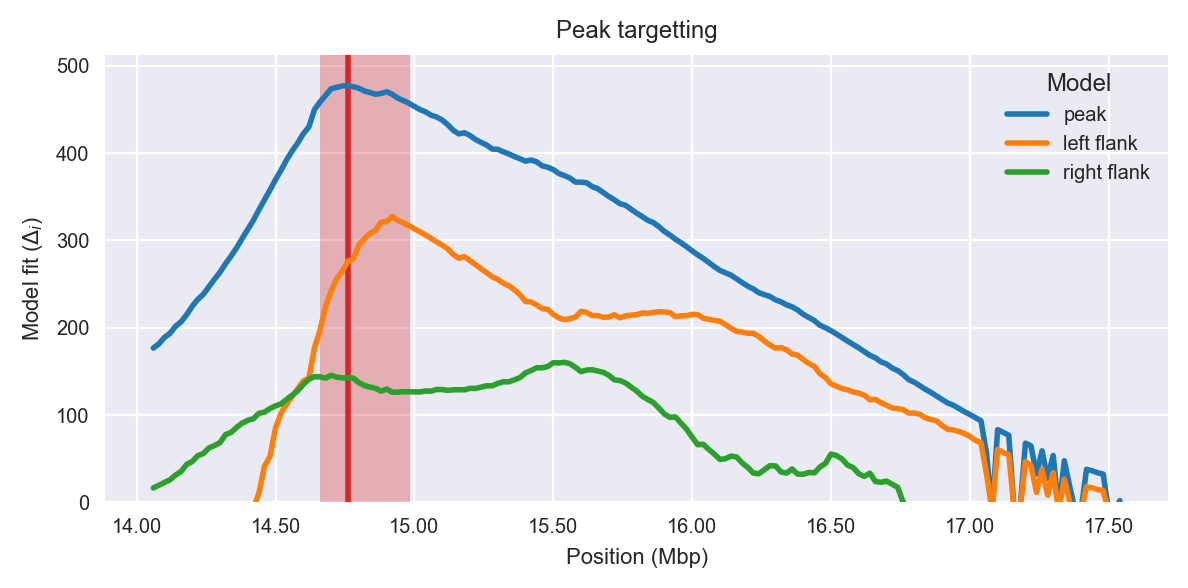 Peak targetting
Model fit (Δi)
500
400
300
200
100
0
Model
peak
left flank
right flank
14.00 14.50 15.00 15.50 16.00 16.50 17.00 17.50
Position (Mbp)